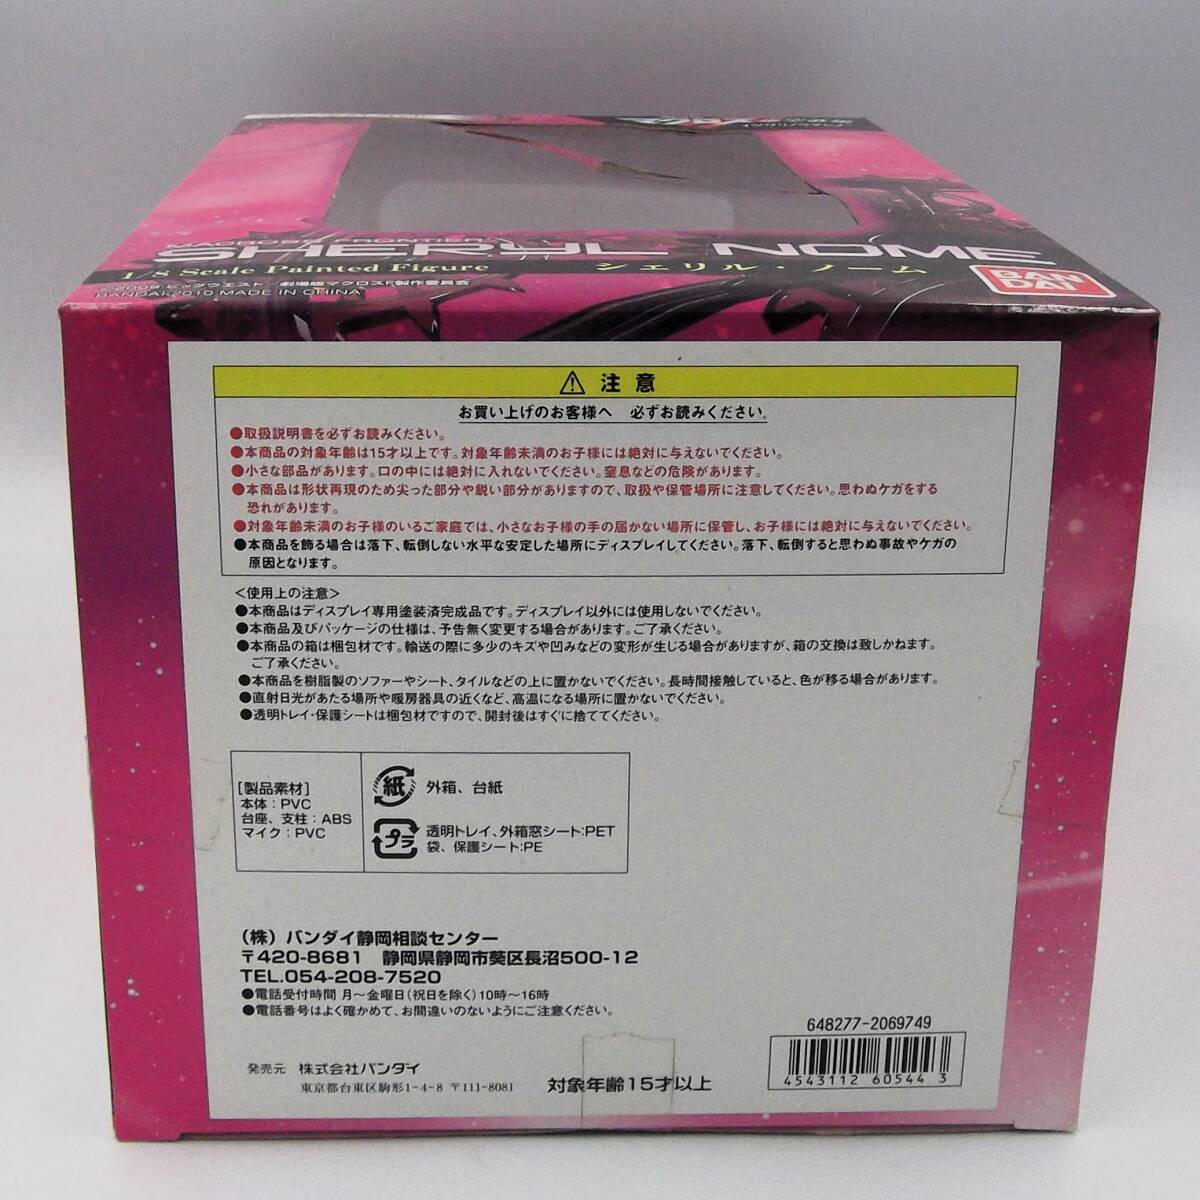 MACROSS FRONTIER
SHERYL NOME
1/8 Scale Painted Figure シェリル・ノーム
©2009 ビックウエスト／劇場版マクロスF製作委員会
BANDAI 2010 MADE IN CHINA
BAN
DAI
注意
お買い上げのお客様へ 必ずお読みください。
●取扱説明書を必ずお読みください。
●本商品の対象年齢は15才以上です。対象年齢未満のお子様には絶対に与えないでください。
●小さな部品があります。口の中には絶対に入れないでください。窒息などの危険があります。
●本商品は形状再現のため尖った部分や鋭い部分がありますので、取扱や保管場所に注意してください。思わぬケガをする
恐れがあります。
●対象年齢未満のお子様のいるご家庭では、小さなお子様の手の届かない場所に保管し、お子様には絶対に与えないでください。
●本商品を飾る場合は落下、転倒しない水平な安定した場所にディスプレイしてください。落下、転倒すると思わぬ事故やケガの
原因となります。
＜使用上の注意＞
●本商品はディスプレイ専用塗装済完成品です。ディスプレイ以外には使用しないでください。
●本商品及びパッケージの仕様は、予告無く変更する場合があります。ご了承ください。
●本商品の箱は梱包材です。輸送の際に多少のキズや凹みなどの変形が生じる場合がありますが、箱の交換は致しかねます。
ご了承ください。
●本商品を樹脂製のソファーやシート、タイルなどの上に置かないでください。長時間接触していると、色が移る場合があります。
●直射日光があたる場所や暖房器具の近くなど、高温になる場所に置かないでください。
●透明トレイ・保護シートは梱包材ですので、開封後はすぐに捨ててください。
[製品素材]
本体：PVC
台座、支柱：ABS
マイク：PVC
紙 外箱、台紙
プラ 透明トレイ、外箱窓シート:PET
袋、保護シート:PE
（株）バンダイ静岡相談センター
〒420-8681 静岡県静岡市葵区長沼500-12
TEL.054-208-7520
●電話受付時間 月～金曜日（祝日を除く）10時～16時
●電話番号はよく確かめて、お間違いのないようにご注意ください。
発売元 株式会社バンダイ
東京都台東区駒形1-4-8 〒111-8081
対象年齢15才以上
648277-2069749
4543112 60544 3